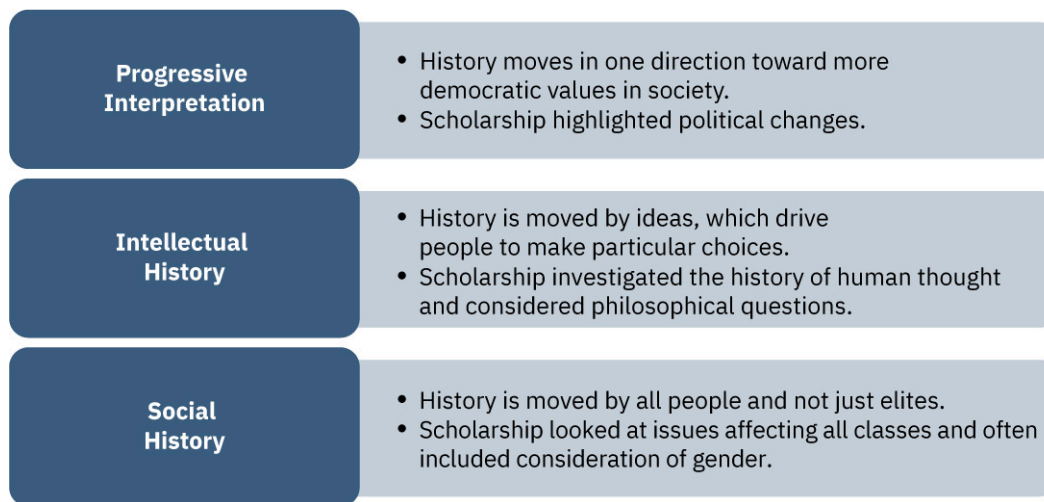 Progressive
Interpretation
• History moves in one direction toward more
democratic values in society.
• Scholarship highlighted political changes.
Intellectual
History
• History is moved by ideas, which drive
people to make particular choices.
• Scholarship investigated the history of human thought
and considered philosophical questions.
Social
History
• History is moved by all people and not just elites.
• Scholarship looked at issues affecting all classes and often
included consideration of gender.